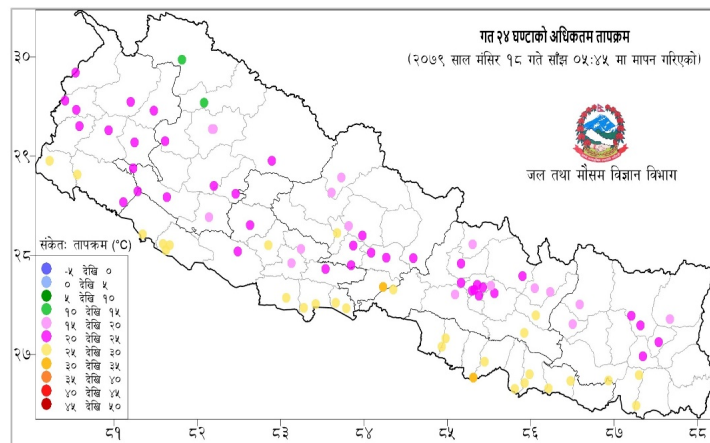 गत २४ घण्टाको अधिकतम तापक्रम
(२०७९ साल मंसिर १८ गते साँझ ०५:४५ मा मापन गरिएको)
जल तथा मौसम विज्ञान विभाग
३०
२९
२८
२७
संकेतः तापक्रम (°C)
-५ देखि ०
० देखि ५
५ देखि १०
१० देखि १५
१५ देखि २०
२० देखि २५
२५ देखि ३०
३० देखि ३५
३५ देखि ४०
४० देखि ४५
४५ देखि ५०
८१ ८२ ८३ ८४ ८५ ८६ ८७ ८८